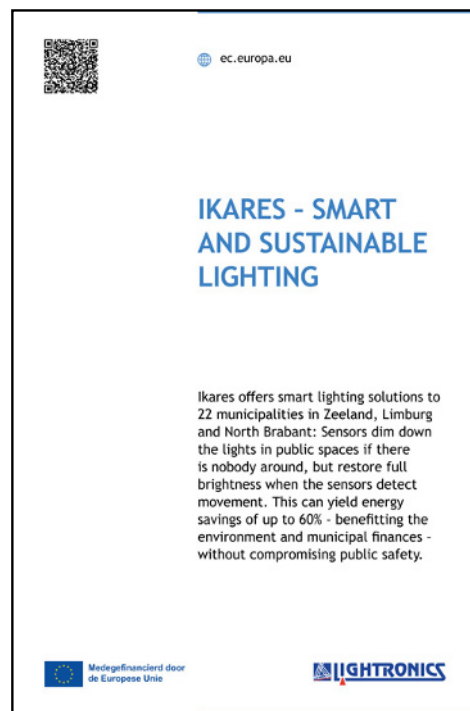 ec.europa.eu
IKARES – SMART
AND SUSTAINABLE
LIGHTING
Ikares offers smart lighting solutions to
22 municipalities in Zeeland, Limburg
and North Brabant: Sensors dim down
the lights in public spaces if there
is nobody around, but restore full
brightness when the sensors detect
movement. This can yield energy
savings of up to 60% - benefitting the
environment and municipal finances -
without compromising public safety.
Medegefinancierd door
de Europese Unie
LIGHTRONICS